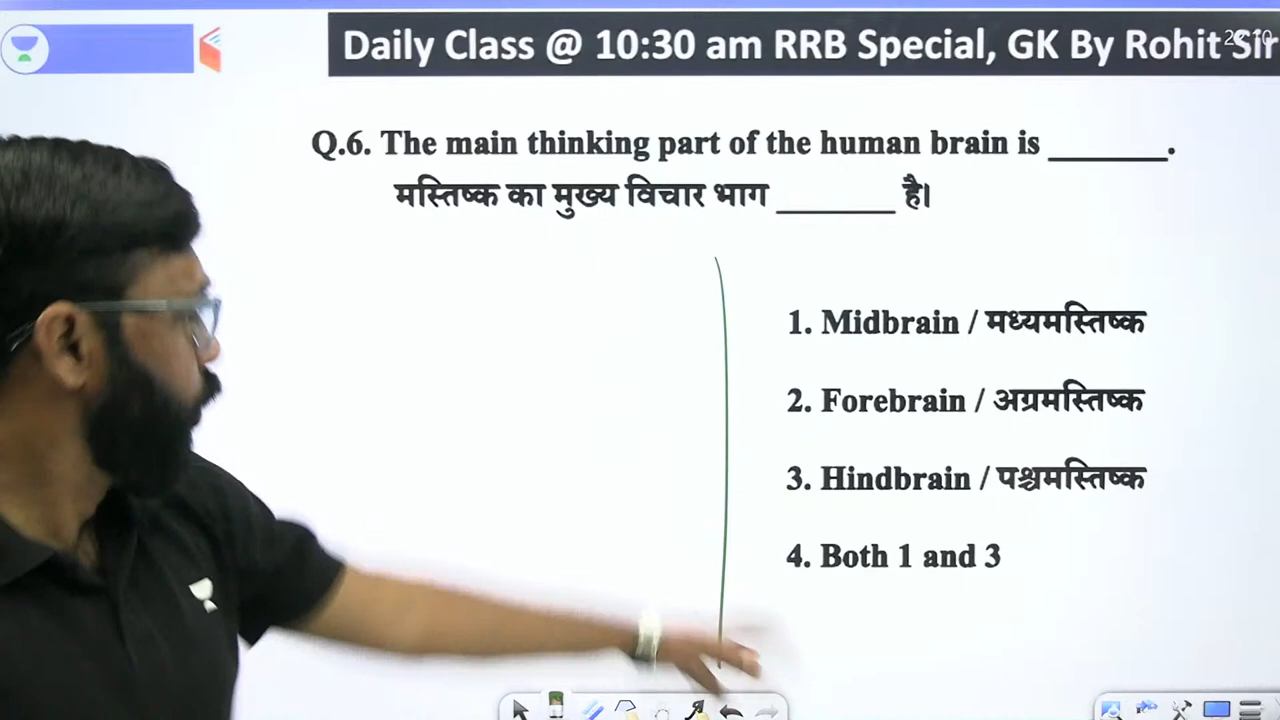 Daily Class @ 10:30 am RRB Special, GK By Rohit Sir
Q.6. The main thinking part of the human brain is _______.
मस्तिष्क का मुख्य विचार भाग _______ है।
1. Midbrain / मध्यमस्तिष्क
2. Forebrain / अग्रमस्तिष्क
3. Hindbrain / पश्चमस्तिष्क
4. Both 1 and 3